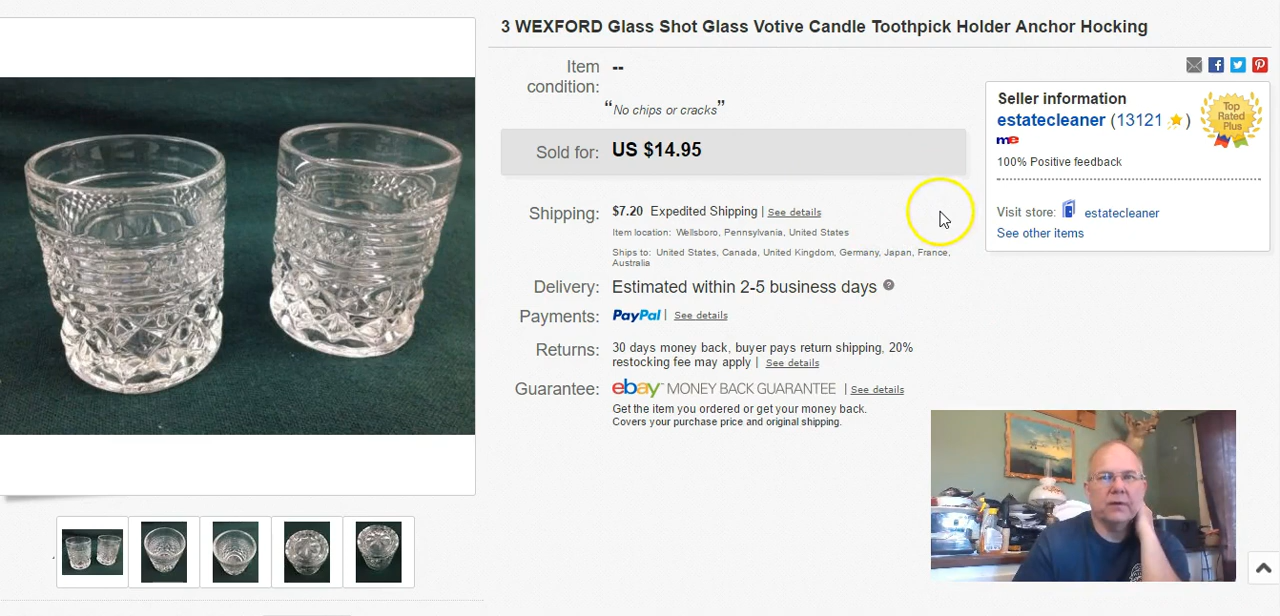 3 WEXFORD Glass Shot Glass Votive Candle Toothpick Holder Anchor Hocking
Item condition: --
“No chips or cracks”
Sold for: US $14.95
Shipping: $7.20 Expedited Shipping | See details
Item location: Wellsboro, Pennsylvania, United States
Ships to: United States, Canada, United Kingdom, Germany, Japan, France,
Australia
Delivery: Estimated within 2-5 business days ?
Payments: PayPal | See details
Returns: 30 days money back, buyer pays return shipping, 20%
restocking fee may apply | See details
Guarantee: ebay™ MONEY BACK GUARANTEE | See details
Get the item you ordered or get your money back.
Covers your purchase price and original shipping.
Seller information
estatecleaner (13121 )
me
100% Positive feedback
Top
Rated
Plus
Visit store: estatecleaner
See other items